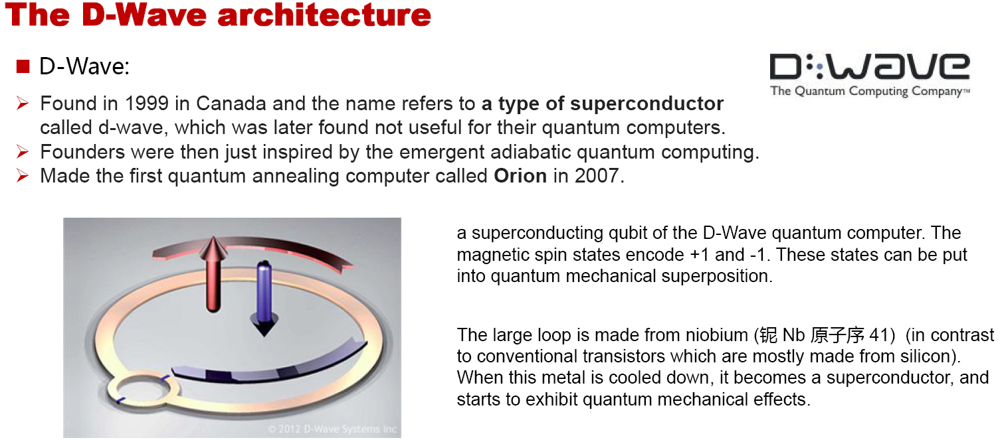 The D-Wave architecture
D-Wave:
D:Wave
The Quantum Computing Company™
Found in 1999 in Canada and the name refers to a type of superconductor
called d-wave, which was later found not useful for their quantum computers.
Founders were then just inspired by the emergent adiabatic quantum computing.
Made the first quantum annealing computer called Orion in 2007.
a superconducting qubit of the D-Wave quantum computer. The
magnetic spin states encode +1 and -1. These states can be put
into quantum mechanical superposition.
The large loop is made from niobium (铌 Nb 原子序 41) (in contrast
to conventional transistors which are mostly made from silicon).
When this metal is cooled down, it becomes a superconductor, and
starts to exhibit quantum mechanical effects.
© 2012 D-Wave Systems Inc